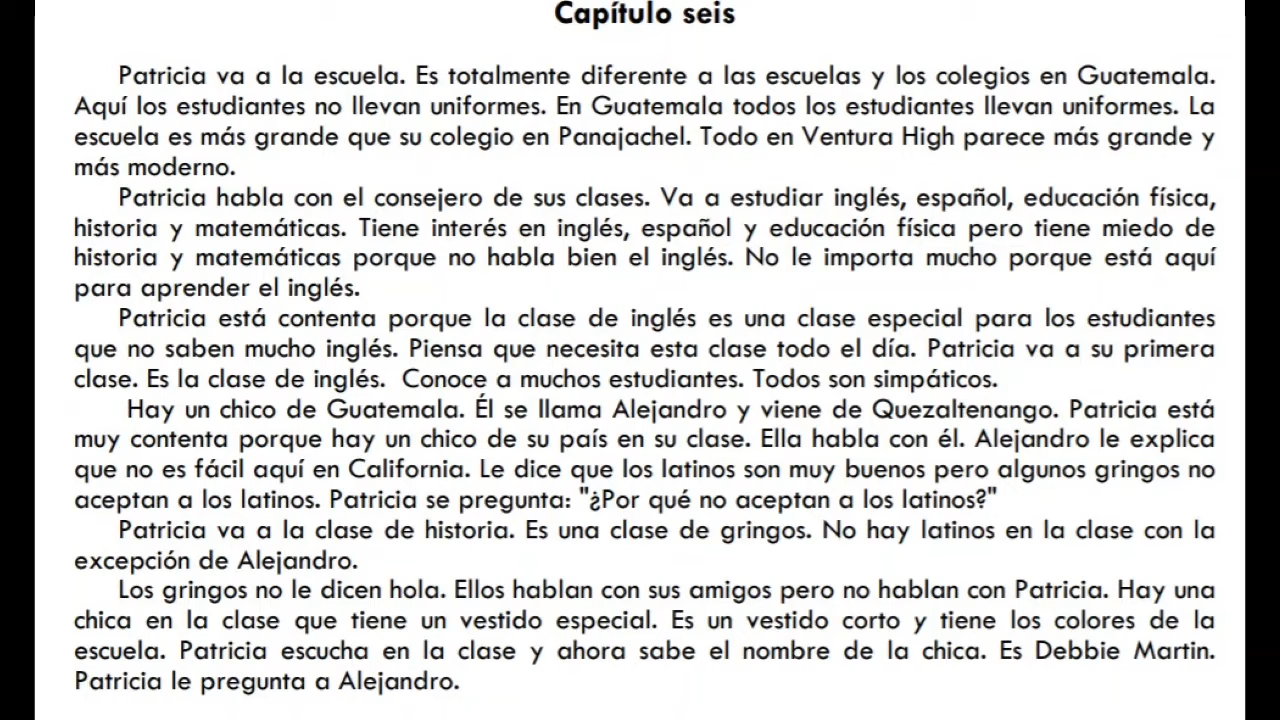 Capítulo seis
Patricia va a la escuela. Es totalmente diferente a las escuelas y los colegios en Guatemala.
Aquí los estudiantes no llevan uniformes. En Guatemala todos los estudiantes llevan uniformes. La
escuela es más grande que su colegio en Panajachel. Todo en Ventura High parece más grande y
más moderno.
Patricia habla con el consejero de sus clases. Va a estudiar inglés, español, educación física,
historia y matemáticas. Tiene interés en inglés, español y educación física pero tiene miedo de
historia y matemáticas porque no habla bien el inglés. No le importa mucho porque está aquí
para aprender el inglés.
Patricia está contenta porque la clase de inglés es una clase especial para los estudiantes
que no saben mucho inglés. Piensa que necesita esta clase todo el día. Patricia va a su primera
clase. Es la clase de inglés.  Conoce a muchos estudiantes. Todos son simpáticos.
Hay un chico de Guatemala. Él se llama Alejandro y viene de Quezaltenango. Patricia está
muy contenta porque hay un chico de su país en su clase. Ella habla con él. Alejandro le explica
que no es fácil aquí en California. Le dice que los latinos son muy buenos pero algunos gringos no
aceptan a los latinos. Patricia se pregunta: "¿Por qué no aceptan a los latinos?"
Patricia va a la clase de historia. Es una clase de gringos. No hay latinos en la clase con la
excepción de Alejandro.
Los gringos no le dicen hola. Ellos hablan con sus amigos pero no hablan con Patricia. Hay una
chica en la clase que tiene un vestido especial. Es un vestido corto y tiene los colores de la
escuela. Patricia escucha en la clase y ahora sabe el nombre de la chica. Es Debbie Martin.
Patricia le pregunta a Alejandro.